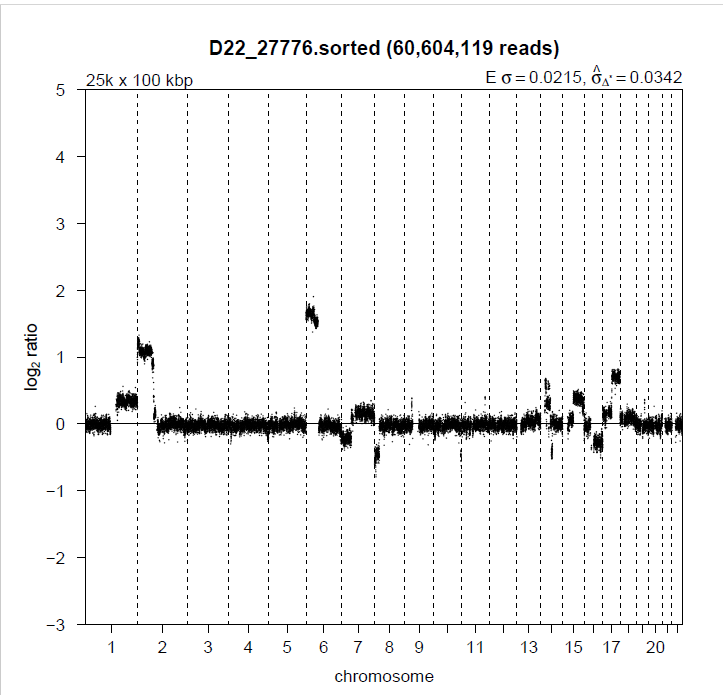 D22_27776.sorted (60,604,119 reads)
25k x 100 kbp
E σ = 0.0215, σ̂Δ* = 0.0342
5
4
3
2
1
0
−1
−2
−3
log2 ratio
1 2 3 4 5 6 7 8 9 11 13 15 17 20
chromosome